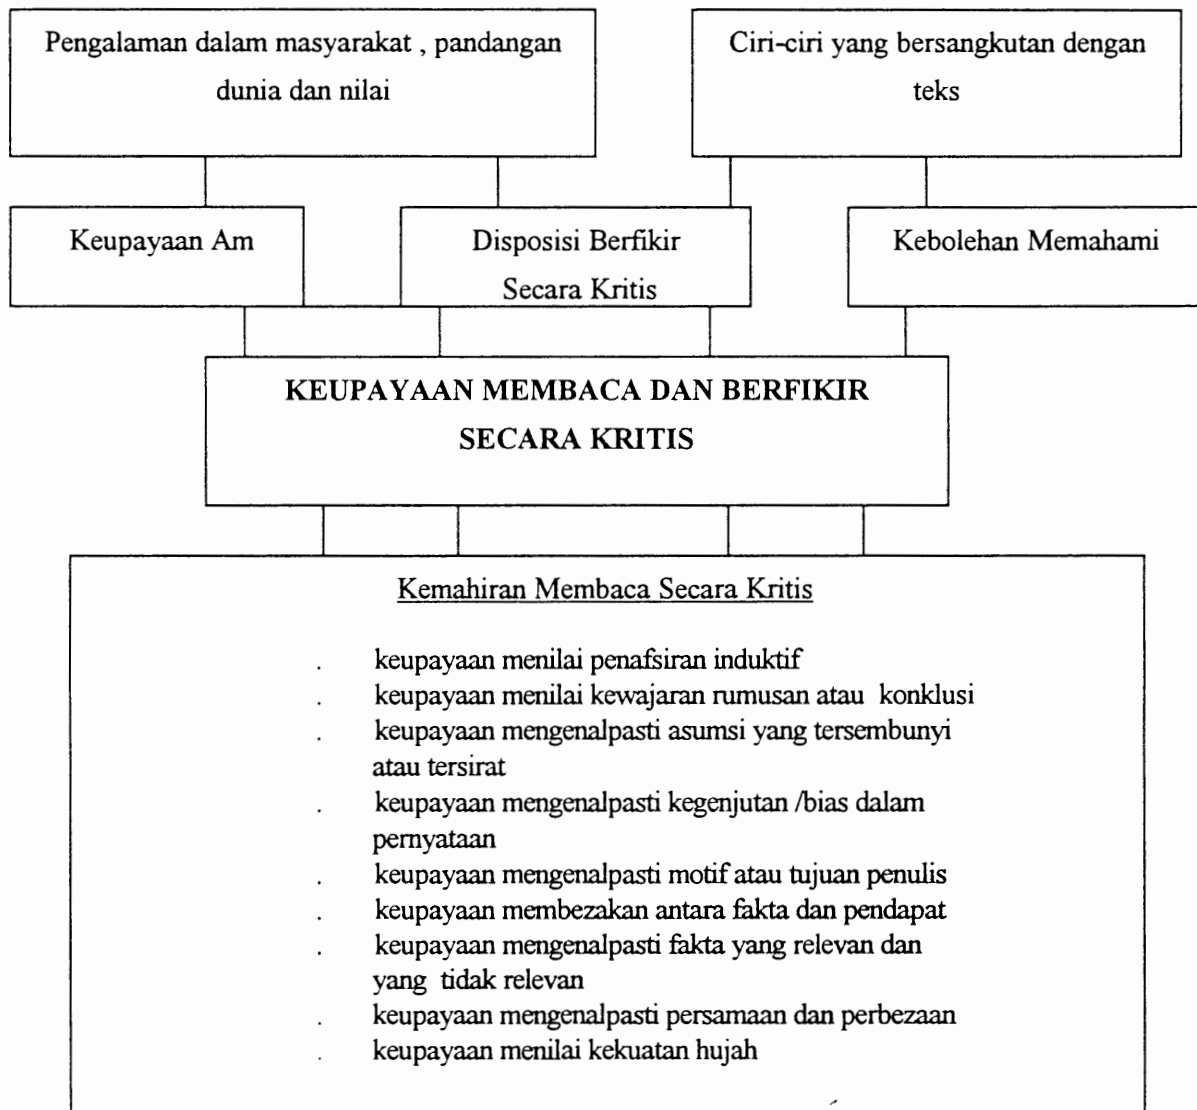 Pengalaman dalam masyarakat , pandangan
dunia dan nilai
Ciri-ciri yang bersangkutan dengan
teks
Keupayaan Am
Disposisi Berfikir
Secara Kritis
Kebolehan Memahami
KEUPAYAAN MEMBACA DAN BERFIKIR
SECARA KRITIS
Kemahiran Membaca Secara Kritis
. keupayaan menilai penafsiran induktif
. keupayaan menilai kewajaran rumusan atau konklusi
. keupayaan mengenalpasti asumsi yang tersembunyi
atau tersirat
. keupayaan mengenalpasti kegenjutan /bias dalam
pernyataan
. keupayaan mengenalpasti motif atau tujuan penulis
. keupayaan membezakan antara fakta dan pendapat
. keupayaan mengenalpasti fakta yang relevan dan
yang tidak relevan
. keupayaan mengenalpasti persamaan dan perbezaan
. keupayaan menilai kekuatan hujah